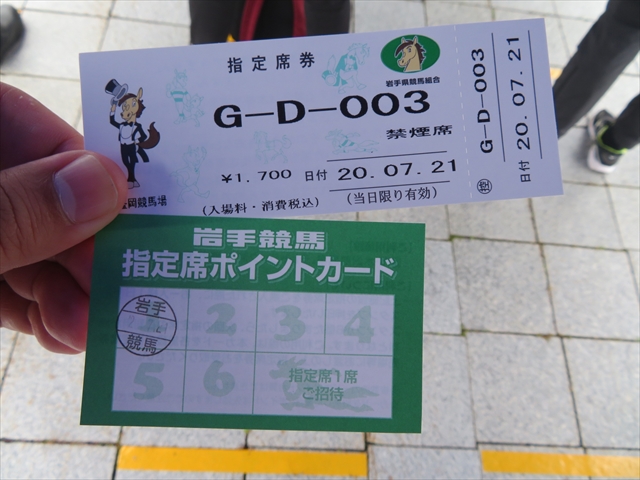 指定席券
岩手県競馬組合
G-D-003
禁煙席
¥1,700 日付 20.07.21
(入場料・消費税込) (当日限り有効)
岡競馬場
G-D-003
日付 20.07.21
岩手競馬
指定席ポイントカード
岩手
競馬
2
3
4
5
6
指定席1席
ご招待